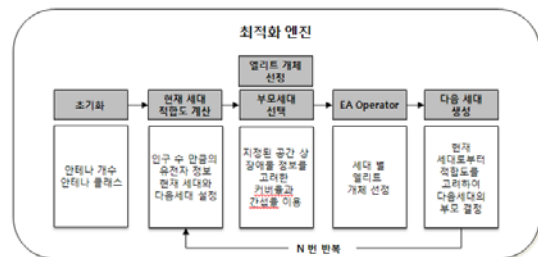 최적화 엔진
엘리트 개체
선정
초기화
현재 세대
적합도 계산
부모세대
선택
EA Operator
다음 세대
생성
안테나 개수
안테나 클래스
인구 수 만큼의
유전자 정보
현재 세대와
다음세대 설정
지정된 공간 상
장애물 정보를
고려한
커버율과
간섭율 이용
세대 별
엘리트
개체 선정
현재
세대로부터
적합도를
고려하여
다음세대의
부모 결정
N 번 반복